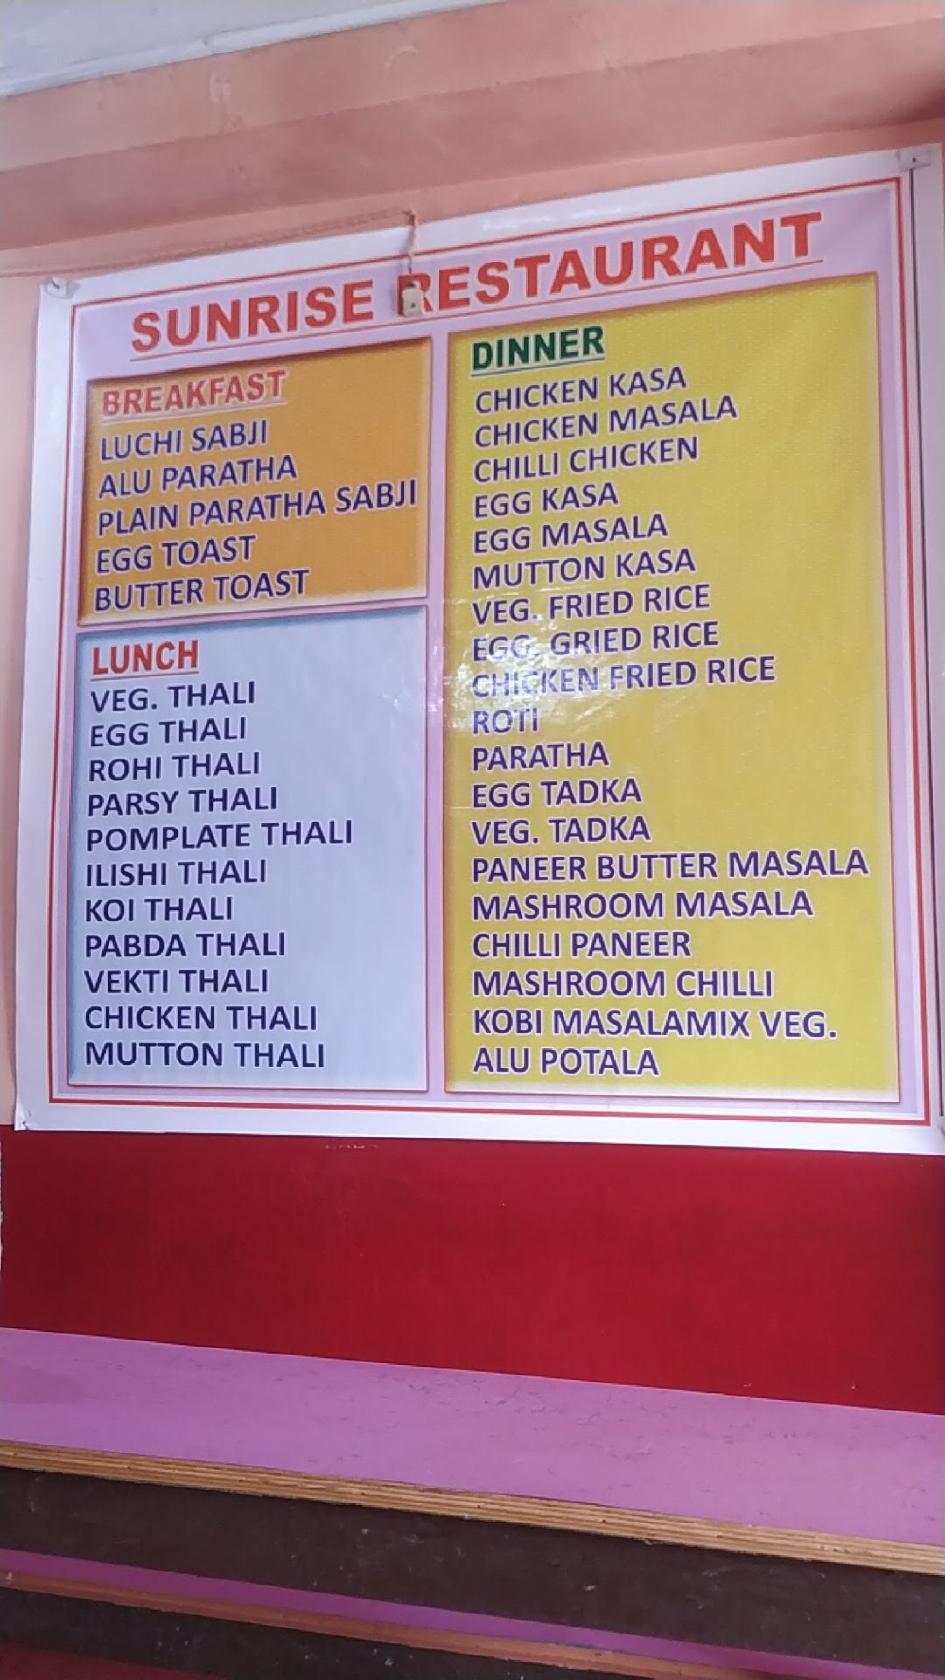 SUNRISE RESTAURANT
BREAKFAST
LUCHI SABJI
ALU PARATHA
PLAIN PARATHA SABJI
EGG TOAST
BUTTER TOAST
LUNCH
VEG. THALI
EGG THALI
ROHI THALI
PARSY THALI
POMPLATE THALI
ILISHI THALI
KOI THALI
PABDA THALI
VEKTI THALI
CHICKEN THALI
MUTTON THALI
DINNER
CHICKEN KASA
CHICKEN MASALA
CHILLI CHICKEN
EGG KASA
EGG MASALA
MUTTON KASA
VEG. FRIED RICE
EGG. GRIED RICE
CHICKEN FRIED RICE
ROTI
PARATHA
EGG TADKA
VEG. TADKA
PANEER BUTTER MASALA
MASHROOM MASALA
CHILLI PANEER
MASHROOM CHILLI
KOBI MASALAMIX VEG.
ALU POTALA